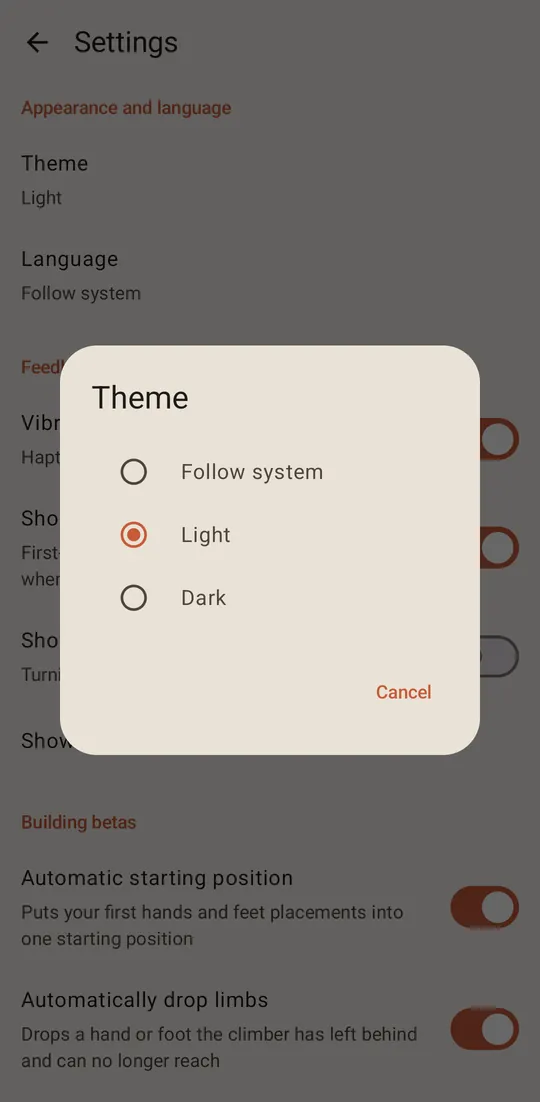 Settings
Appearance and language
Theme
Light
Language
Follow system
Theme
Follow system
Light
Dark
Cancel
Building betas
Automatic starting position
Puts your first hands and feet placements into
one starting position
Automatically drop limbs
Drops a hand or foot the climber has left behind
and can no longer reach